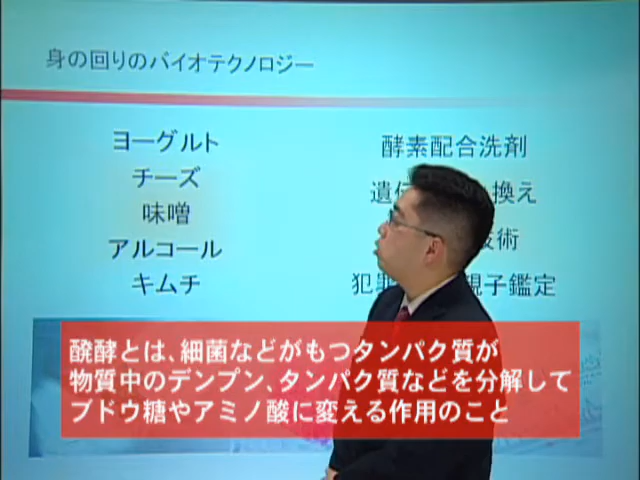 身の回りのバイオテクノロジー
ヨーグルト
チーズ
味噌
アルコール
キムチ
酵素配合洗剤
遺 換え
技術
犯罪 親子鑑定
醗酵とは、細菌などがもつタンパク質が
物質中のデンプン、タンパク質などを分解して
ブドウ糖やアミノ酸に変える作用のこと